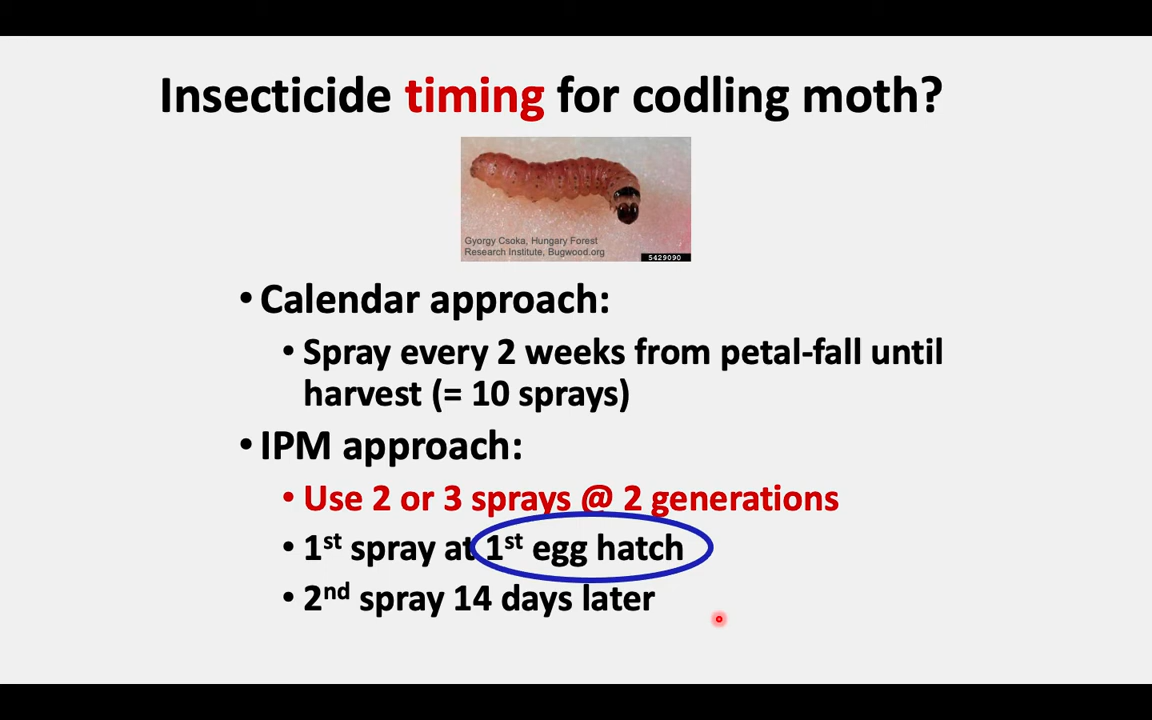 Insecticide timing for codling moth?
Gyorgy Csoka, Hungary Forest
Research Institute, Bugwood.org
5429090
• Calendar approach:
• Spray every 2 weeks from petal-fall until
harvest (= 10 sprays)
• IPM approach:
• Use 2 or 3 sprays @ 2 generations
• 1st spray at 1st egg hatch
• 2nd spray 14 days later